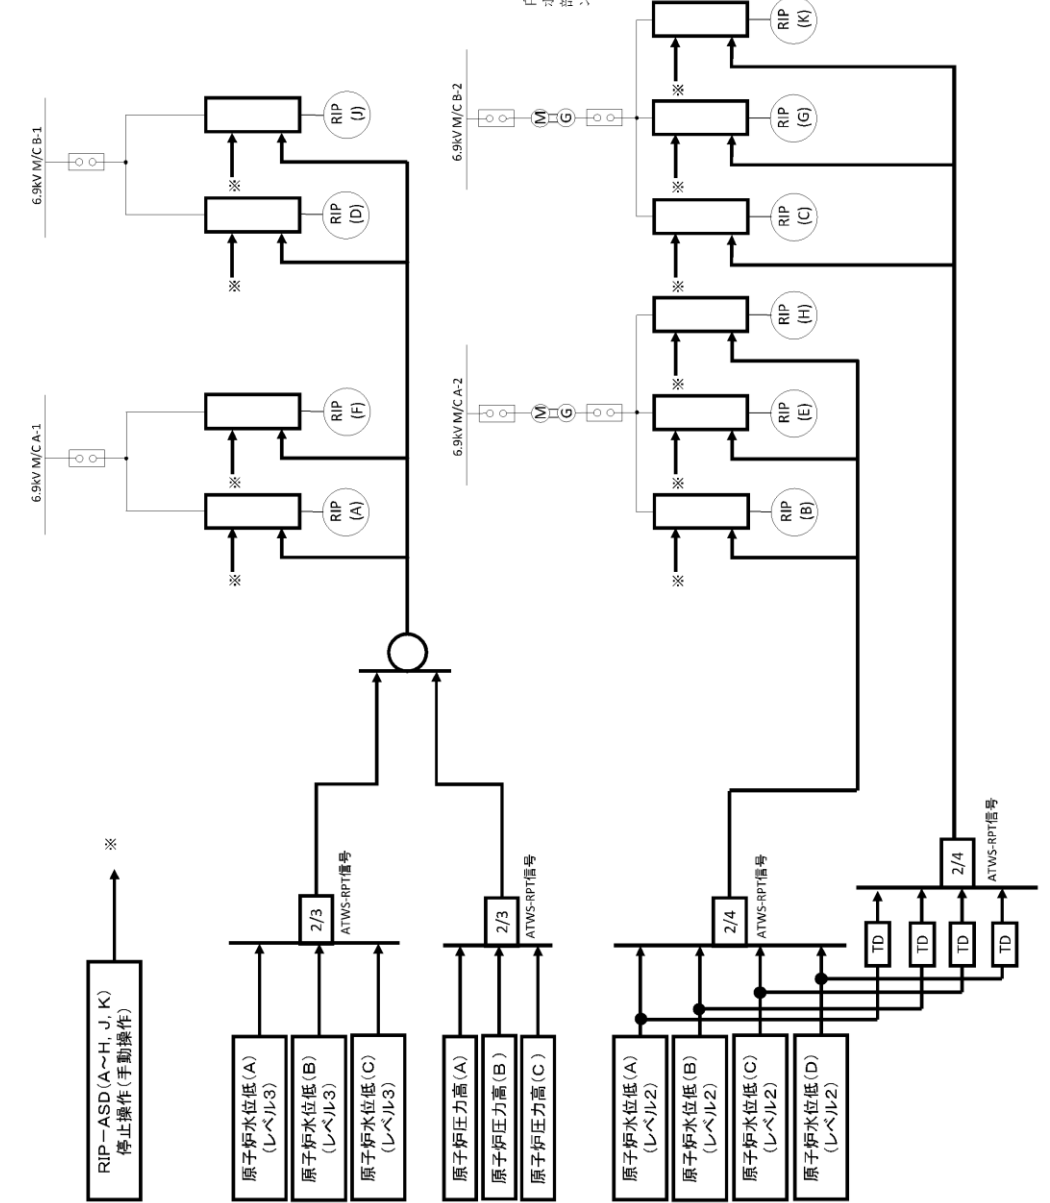 RIP－ASD(A～H, J, K)
停止操作(手動操作)
※
原子炉水位低(A)
(レベル3)
原子炉水位低(B)
(レベル3)
原子炉水位低(C)
(レベル3)
2/3
ATWS-RPT信号
原子炉圧力高(A)
原子炉圧力高(B)
原子炉圧力高(C)
2/3
ATWS-RPT信号
原子炉水位低(A)
(レベル2)
原子炉水位低(B)
(レベル2)
原子炉水位低(C)
(レベル2)
原子炉水位低(D)
(レベル2)
2/4
ATWS-RPT信号
TD
TD
TD
TD
2/4
ATWS-RPT信号
6.9kV M/C A-1
※
RIP
(A)
※
RIP
(F)
6.9kV M/C B-1
※
RIP
(D)
※
RIP
(J)
6.9kV M/C A-2
M
G
※
RIP
(B)
※
RIP
(E)
※
RIP
(H)
6.9kV M/C B-2
M
G
※
RIP
(C)
※
RIP
(G)
※
RIP
(K)